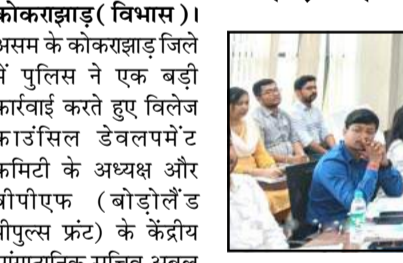 कोकराझाड़( विभास )।
असम के कोकराझाड़ जिले
में पुलिस ने एक बड़ी
कार्रवाई करते हुए विलेज
काउंसिल डेवलपमेंट
कमिटी के अध्यक्ष और
बीपीएफ (बोड़ोलैंड
पीपुल्स फ्रंट) के केंद्रीय